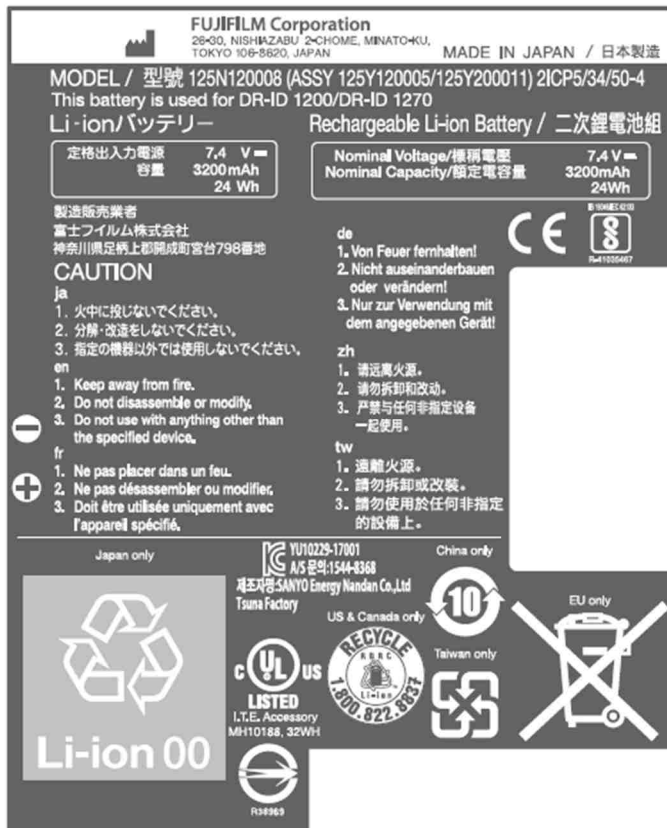 FUJIFILM Corporation
26-30, NISHIAZABU 2-CHOME, MINATO-KU,
TOKYO 106-8620, JAPAN
MADE IN JAPAN / 日本製造
MODEL / 型號 125N120008 (ASSY 125Y120005/125Y200011) 2ICP5/34/50-4
This battery is used for DR-ID 1200/DR-ID 1270
Li-ionバッテリー
定格出入力電源 7.4 V
容量 3200mAh
24 Wh
Rechargeable Li-ion Battery / 二次鋰電池組
Nominal Voltage/標稱電壓 7.4 V
Nominal Capacity/額定電容量 3200mAh
24Wh
製造販売業者
富士フイルム株式会社
神奈川県足柄上郡開成町宮台798番地
CAUTION
ja
1. 火中に投じないでください。
2. 分解・改造をしないでください。
3. 指定の機器以外では使用しないでください。
en
1. Keep away from fire.
2. Do not disassemble or modify.
3. Do not use with anything other than
the specified device.
fr
1. Ne pas placer dans un feu.
2. Ne pas désassembler ou modifier.
3. Doit être utilisée uniquement avec
l'appareil spécifié.
de
1. Von Feuer fernhalten!
2. Nicht auseinanderbauen
oder verändern!
3. Nur zur Verwendung mit
dem angegebenen Gerät!
zh
1. 请远离火源。
2. 请勿拆卸和改动。
3. 严禁与任何非指定设备
一起使用。
tw
1. 遠離火源。
2. 請勿拆卸或改裝。
3. 請勿使用於任何非指定
的設備上。
CE
R-41035467
Japan only
Li-ion 00
YU10229-17001
A/S 문의:1544-8368
제조자명:SANYO Energy Nandan Co.,Ltd
Tsuna Factory
China only
10
US & Canada only
RECYCLE
RBRC
Li-ion
1.800.822.8837
C UL US
LISTED
I.T.E. Accessory
MH10188, 32WH
R38969
Taiwan only
EU only